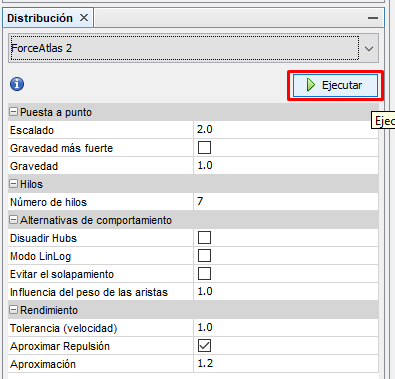 Distribución
ForceAtlas 2
Ejecutar
Puesta a punto
Ejec
Escalado 2.0
Gravedad más fuerte
Gravedad 1.0
Hilos
Número de hilos 7
Alternativas de comportamiento
Disuadir Hubs
Modo LinLog
Evitar el solapamiento
Influencia del peso de las aristas 1.0
Rendimiento
Tolerancia (velocidad) 1.0
Aproximar Repulsión
Aproximación 1.2